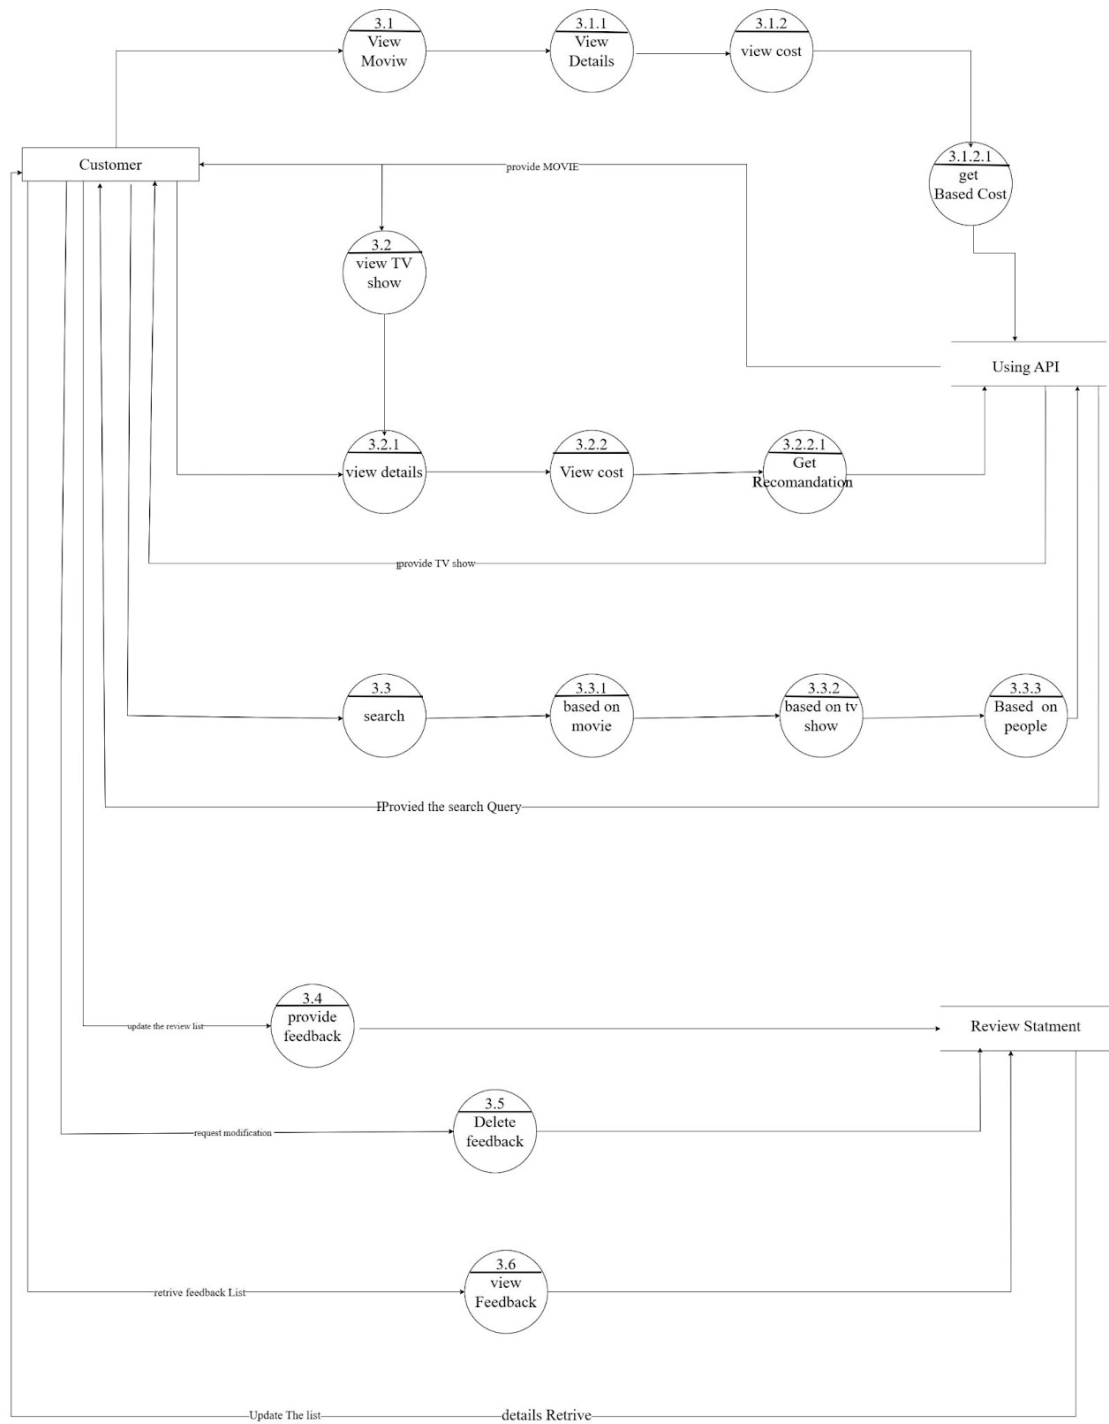 3.1
View
Moviw
3.1.1
View
Details
3.1.2
view cost
3.1.2.1
get
Based Cost
Customer
provide MOVIE
3.2
view TV
show
Using API
3.2.1
view details
3.2.2
View cost
3.2.2.1
Get
Recomandation
provide TV show
3.3
search
3.3.1
based on
movie
3.3.2
based on tv
show
3.3.3
Based on
people
Provied the search Query
3.4
provide
feedback
update the review list
Review Statment
3.5
Delete
feedback
request modification
3.6
view
Feedback
retrive feedback List
Update The list
details Retrive